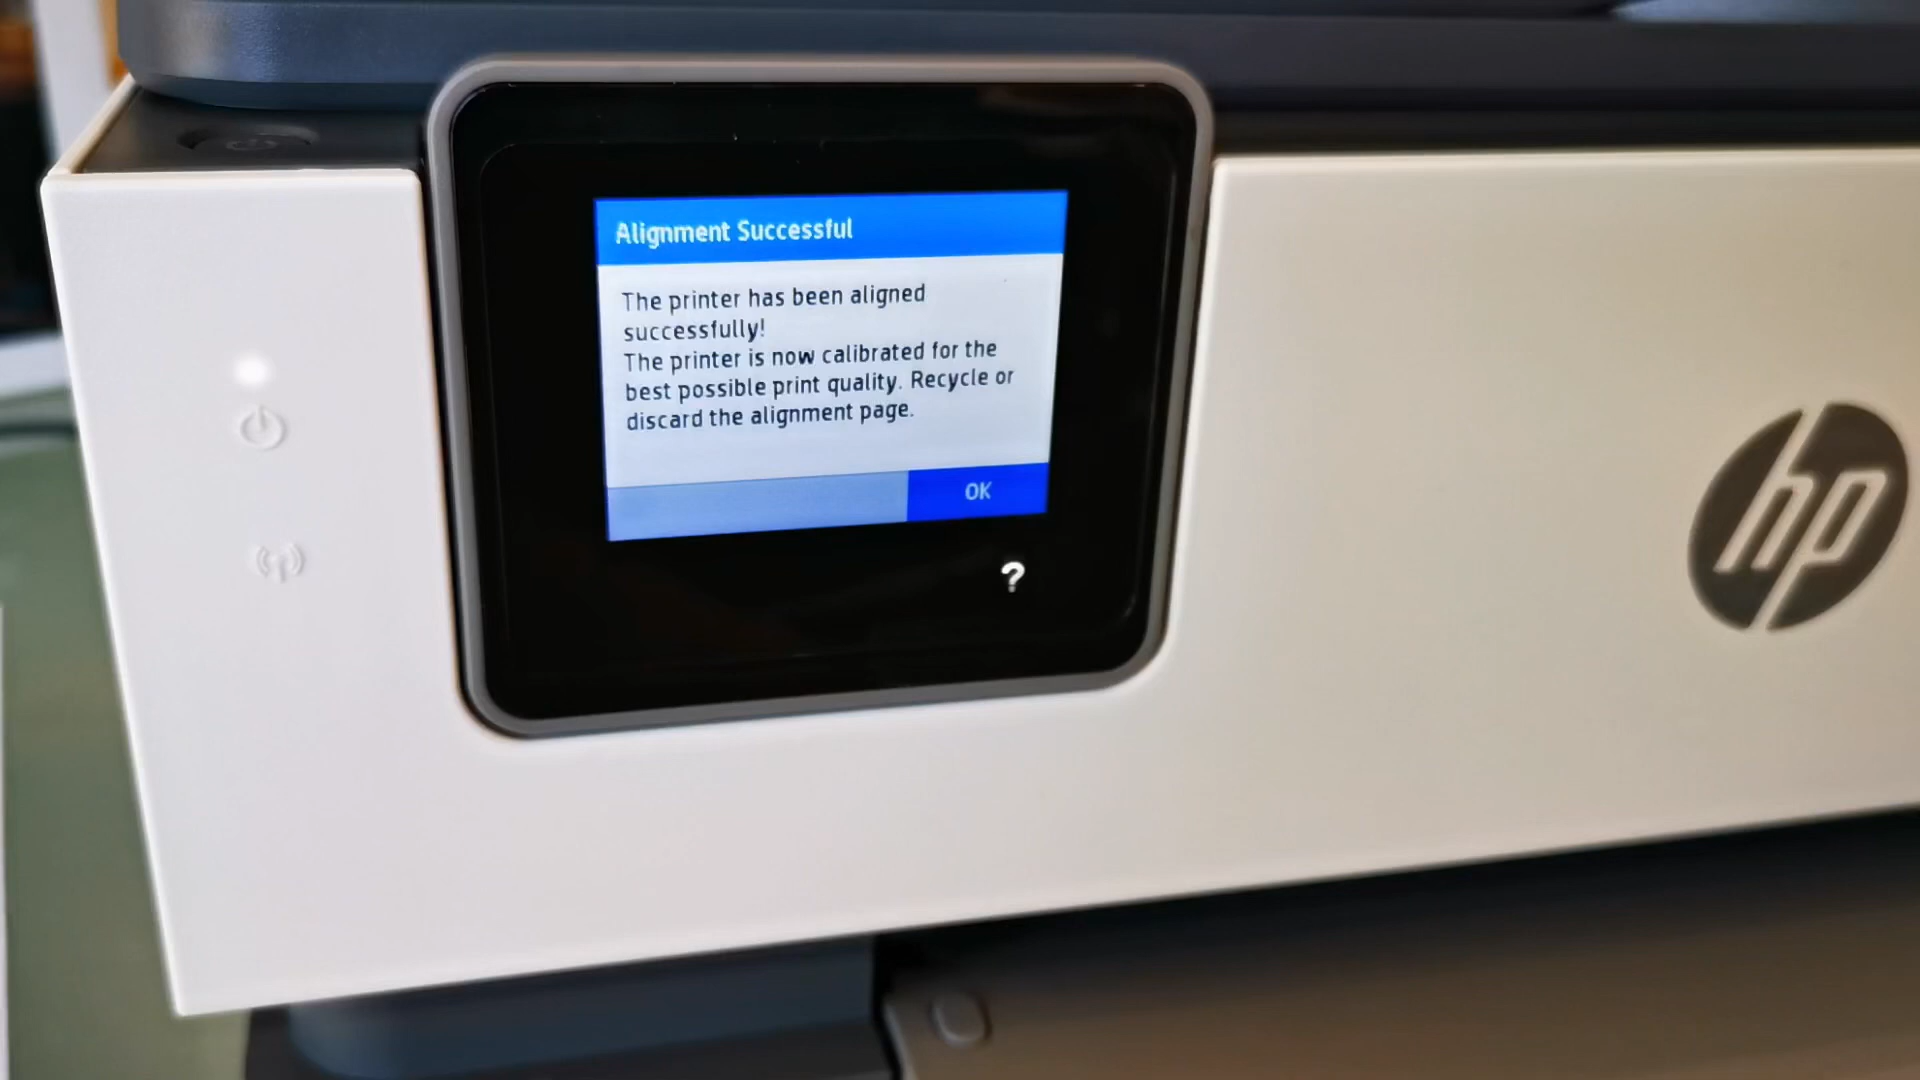 Alignment Successful
The printer has been aligned
successfully!
The printer is now calibrated for the
best possible print quality. Recycle or
discard the alignment page.
OK
?
hp